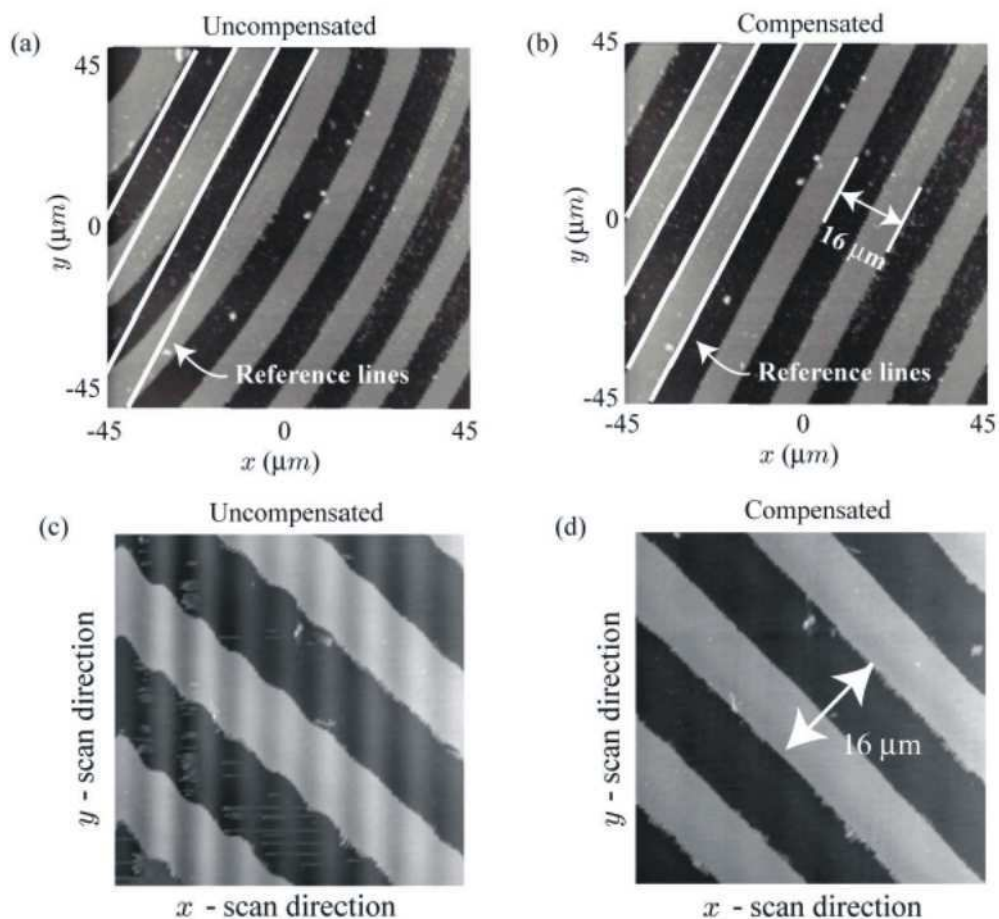 Uncompensated
(a)
45
0
-45
y (μm)
Reference lines
-45
0
45
x (μm)
Compensated
(b)
45
0
-45
y (μm)
16 μm
Reference lines
-45
0
45
x (μm)
Uncompensated
(c)
y - scan direction
x - scan direction
Compensated
(d)
y - scan direction
16 μm
x - scan direction